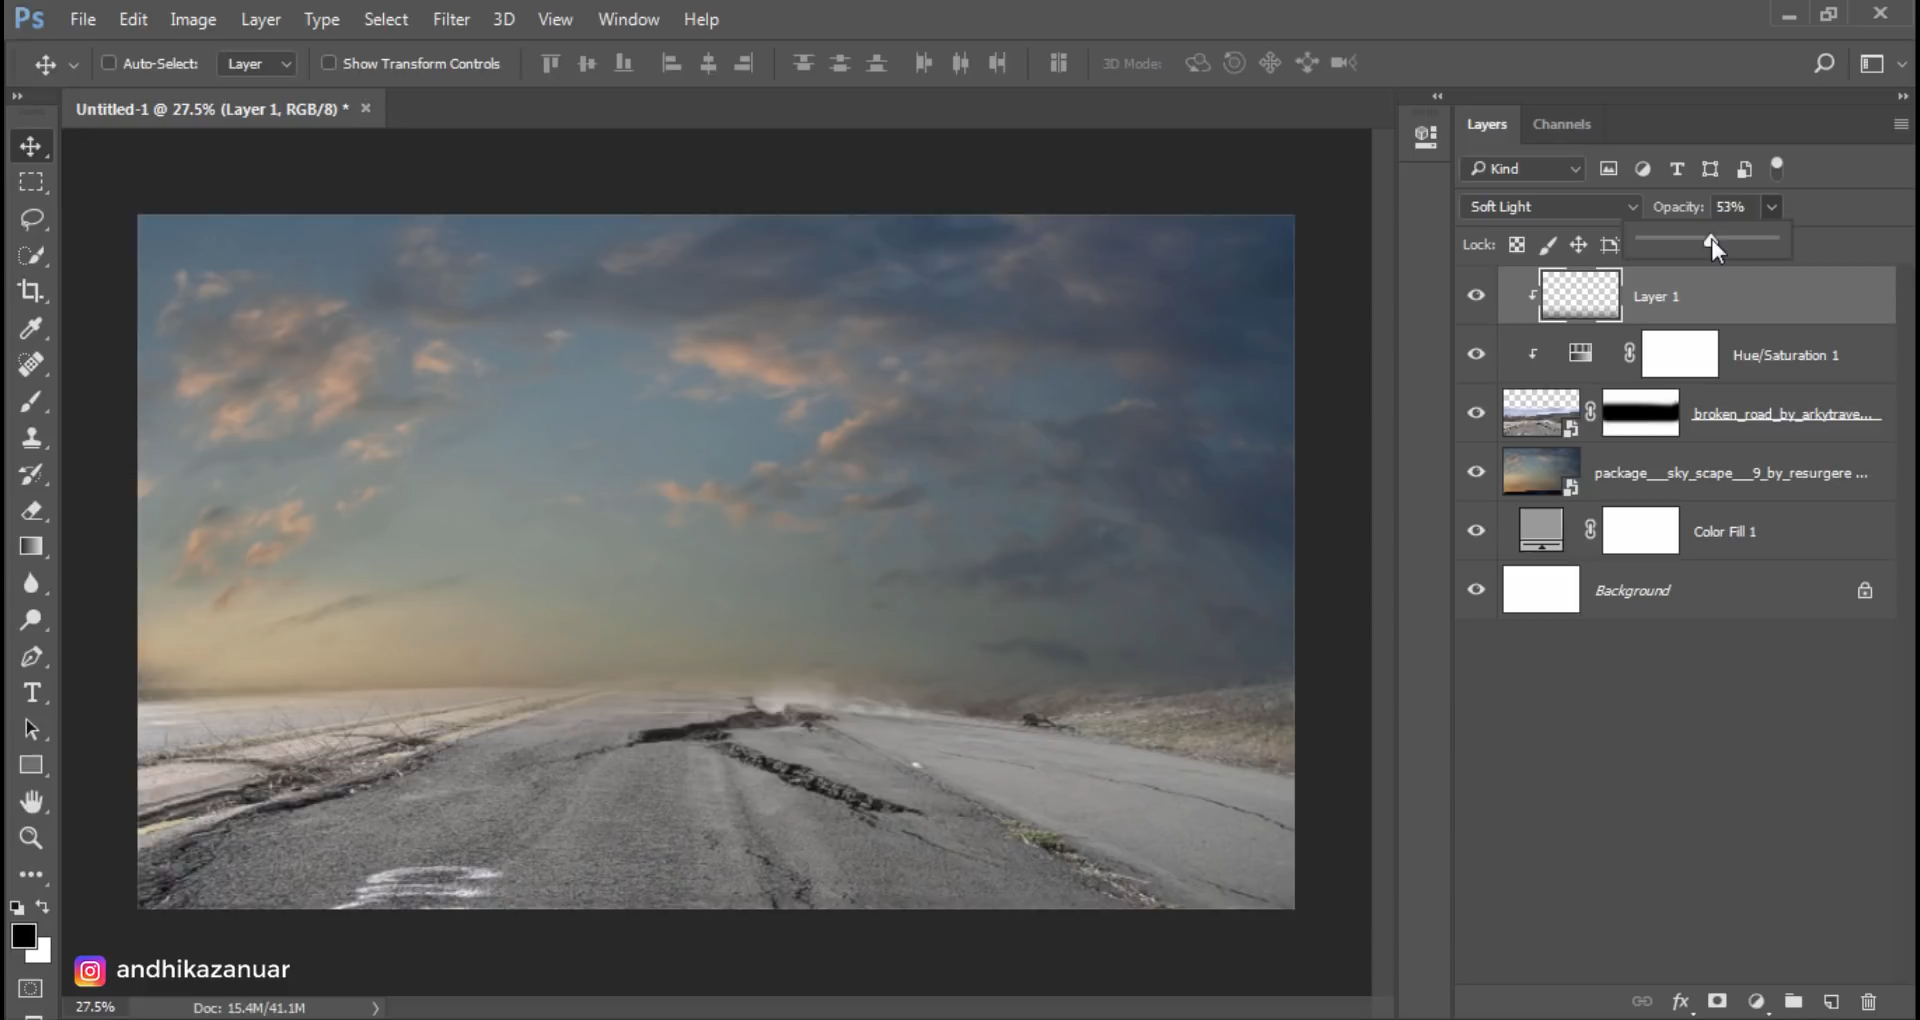 Ps File Edit Image Layer Type Select Filter 3D View Window Help
Auto-Select: Layer Show Transform Controls 3D Mode:
Untitled-1 @ 27.5% (Layer 1, RGB/8) *
Layers Channels
Kind
Soft Light Opacity: 53%
Lock:
Layer 1
Hue/Saturation 1
broken_road_by_arkytrave...
package___sky_scape___9_by_resurgere ...
Color Fill 1
Background
andhikazanuar
27.5% Doc: 15.4M/41.1M